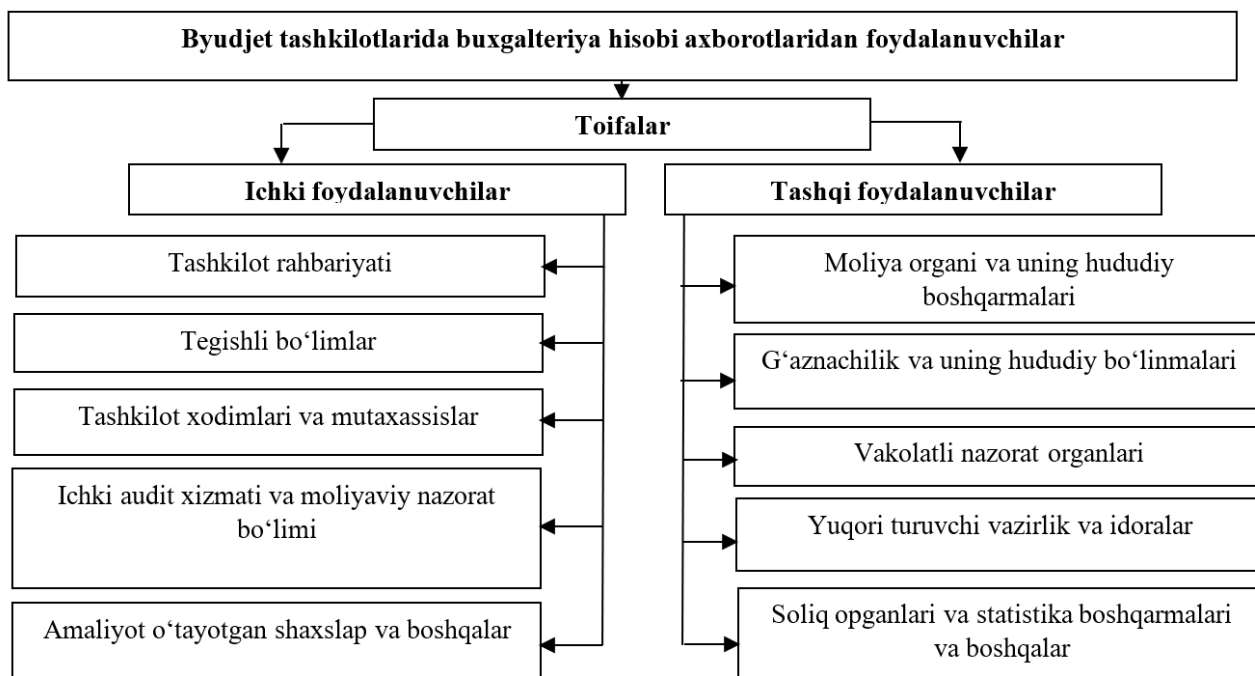 Byudjet tashkilotlarida buxgalteriya hisobi axborotlaridan foydalanuvchilar
Toifalar
Ichki foydalanuvchilar
Tashkilot rahbariyati
Tegishli bo‘limlar
Tashkilot xodimlari va mutaxassislar
Ichki audit xizmati va moliyaviy nazorat
bo‘limi
Amaliyot o‘tayotgan shaxslap va boshqalar
Tashqi foydalanuvchilar
Moliya organi va uning hududiy
boshqarmalari
G‘aznachilik va uning hududiy bo‘linmalari
Vakolatli nazorat organlari
Yuqori turuvchi vazirlik va idoralar
Soliq opganlari va statistika boshqarmalari
va boshqalar